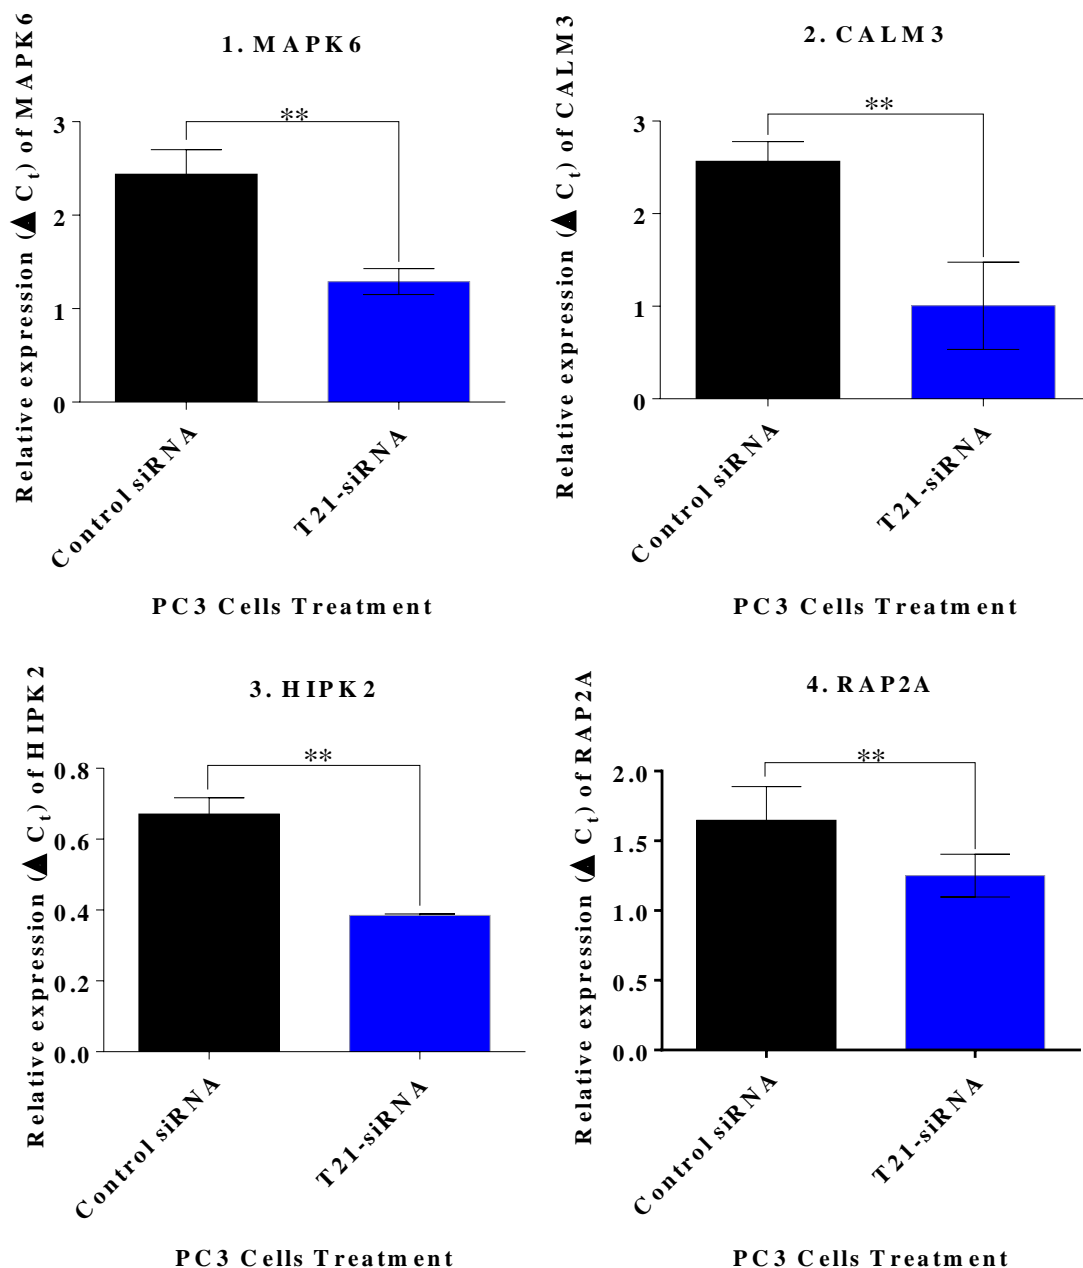 1. MAPK6
Relative expression (▲ Ct) of MAPK6
3
2
1
0
**
Control siRNA
T21-siRNA
PC3 Cells Treatment
2. CALM3
Relative expression (▲ Ct) of CALM3
3
2
1
0
**
Control siRNA
T21-siRNA
PC3 Cells Treatment
3. HIPK2
Relative expression (▲ Ct) of HIPK2
0.8
0.6
0.4
0.2
0.0
**
Control siRNA
T21-siRNA
PC3 Cells Treatment
4. RAP2A
Relative expression (▲ Ct) of RAP2A
2.0
1.5
1.0
0.5
0.0
**
Control siRNA
T21-siRNA
PC3 Cells Treatment